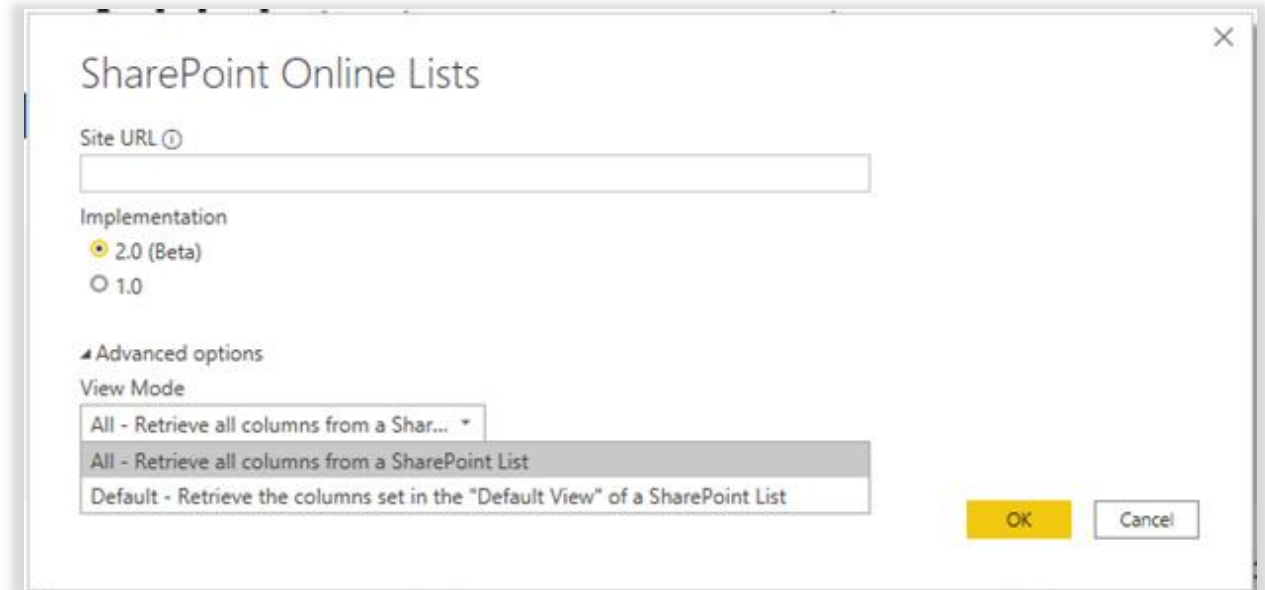 SharePoint Online Lists
Site URL
Implementation
2.0 (Beta)
1.0
Advanced options
View Mode
All - Retrieve all columns from a Shar...
All - Retrieve all columns from a SharePoint List
Default - Retrieve the columns set in the "Default View" of a SharePoint List
OK
Cancel